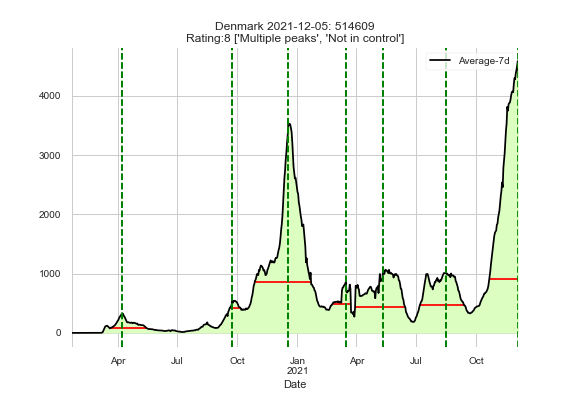 Denmark 2021-12-05: 514609
Rating:8 ['Multiple peaks', 'Not in control']
Average-7d
4000
3000
2000
1000
0
Apr Jul Oct Jan Apr Jul Oct
2021
Date